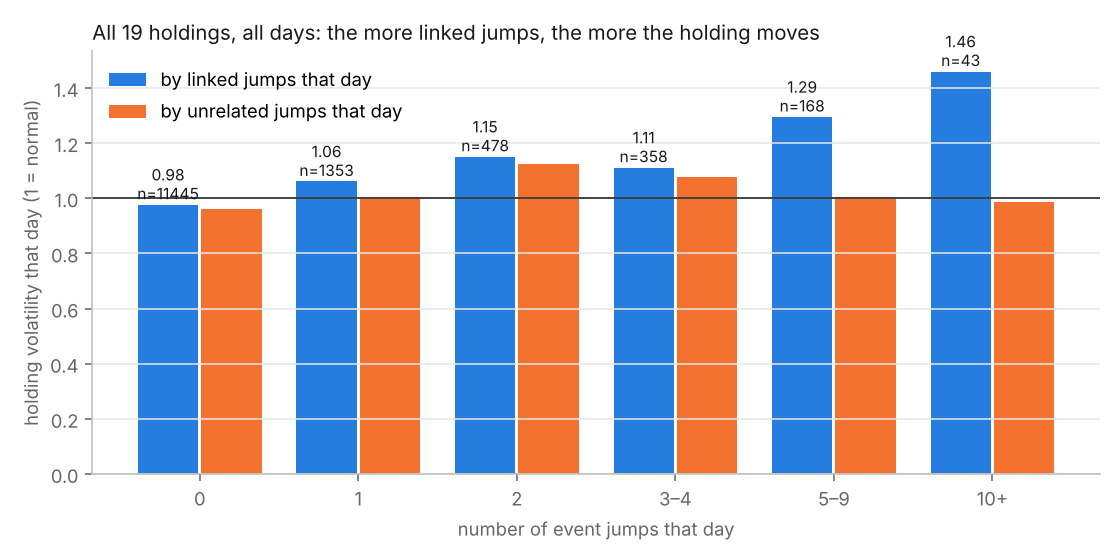 All 19 holdings, all days: the more linked jumps, the more the holding moves
by linked jumps that day
by unrelated jumps that day
holding volatility that day (1 = normal)
1.4
1.2
1.0
0.8
0.6
0.4
0.2
0.0
0.98
n=11445
1.06
n=1353
1.15
n=478
1.11
n=358
1.29
n=168
1.46
n=43
0
1
2
3–4
5–9
10+
number of event jumps that day